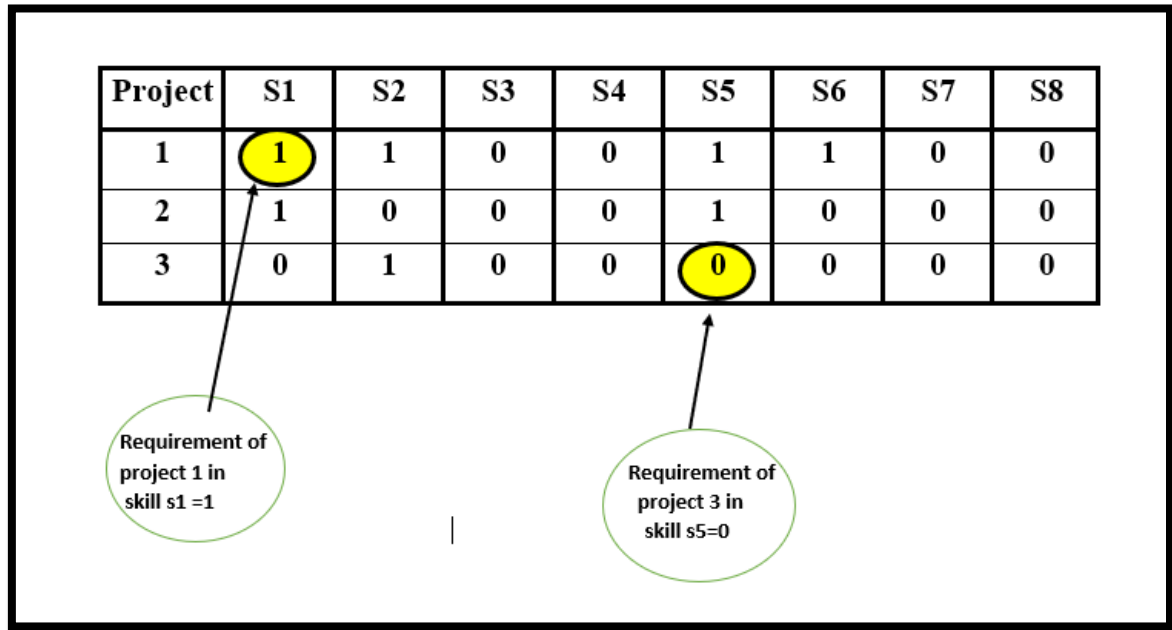 Project S1 S2 S3 S4 S5 S6 S7 S8
1 1 1 0 0 1 1 0 0
2 1 0 0 0 1 0 0 0
3 0 1 0 0 0 0 0 0
Requirement of
project 1 in
skill s1 =1
Requirement of
project 3 in
skill s5=0